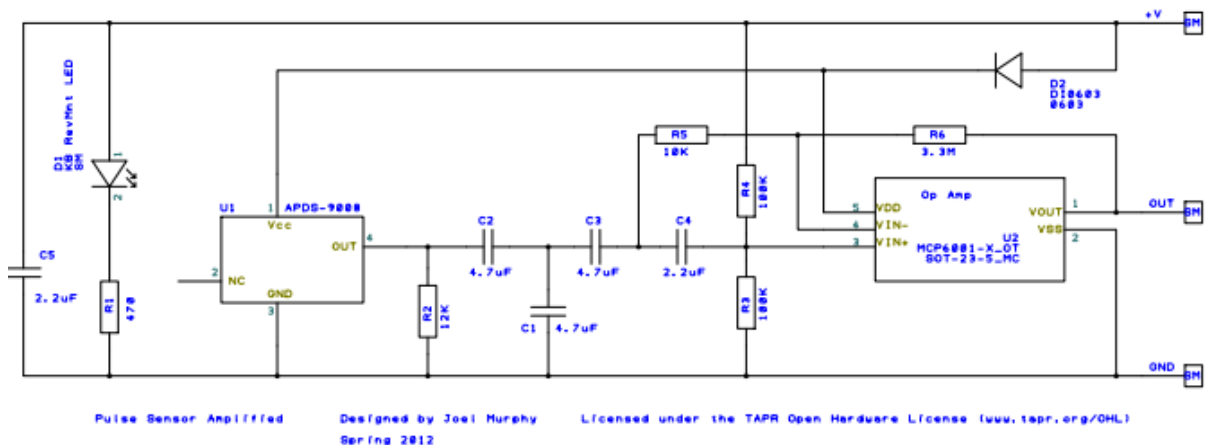 +V
SM
D2
DI0603
0603
D1
KB RevMnt LED
SM
1
2
R5
10K
R6
3.3M
R4
100K
Op Amp
U1
APDS-9008
1
Vcc
OUT
4
2
NC
GND
3
C2
4.7uF
C3
4.7uF
C4
2.2uF
5
VDD
4
VIN-
3
VIN+
VOUT
1
VSS
2
U2
MCP6001-X_OT
SOT-23-5_MC
OUT
SM
C5
2.2uF
R1
470
R2
12K
C1
4.7uF
R3
100K
GND
SM
Pulse Sensor Amplified
Designed by Joel Murphy
Licensed under the TAPR Open Hardware License (www.tapr.org/OHL)
Spring 2012